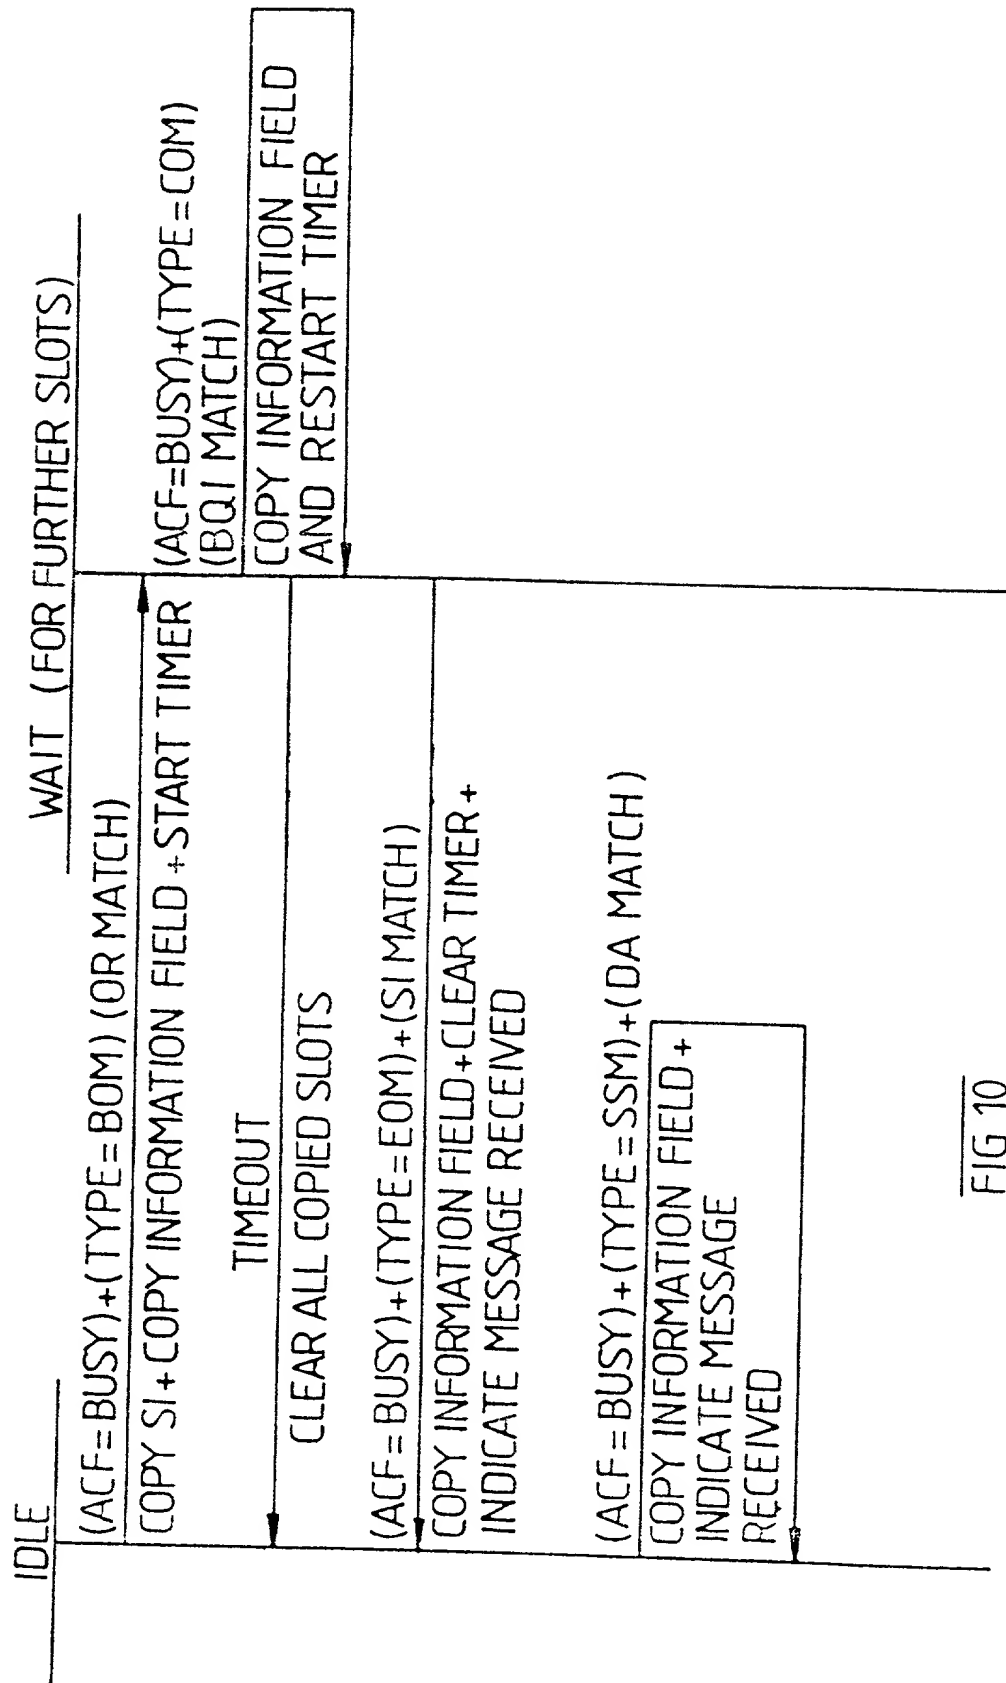 IDLE
WAIT (FOR FURTHER SLOTS)
(ACF=BUSY)+(TYPE=BOM)(OR MATCH)
COPY SI+COPY INFORMATION FIELD+START TIMER
(ACF=BUSY)+(TYPE=COM)
(BQI MATCH)
COPY INFORMATION FIELD
AND RESTART TIMER
TIMEOUT
CLEAR ALL COPIED SLOTS
(ACF=BUSY)+(TYPE=EOM)+(SI MATCH)
COPY INFORMATION FIELD+CLEAR TIMER+
INDICATE MESSAGE RECEIVED
(ACF=BUSY)+(TYPE=SSM)+(DA MATCH)
COPY INFORMATION FIELD+
INDICATE MESSAGE
RECEIVED
FIG 10